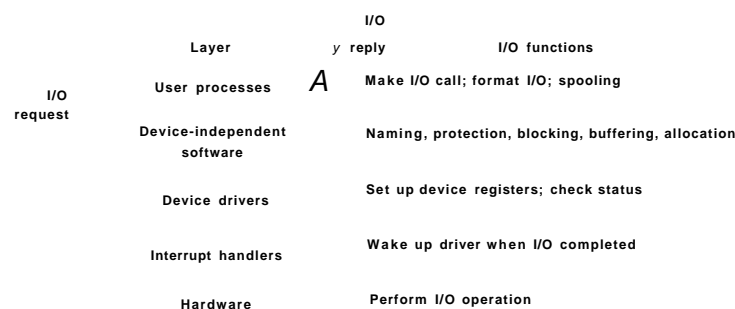 I/O
Layer y reply I/O functions
I/O request
User processes A Make I/O call; format I/O; spooling
Device-independent software Naming, protection, blocking, buffering, allocation
Device drivers Set up device registers; check status
Interrupt handlers Wake up driver when I/O completed
Hardware Perform I/O operation